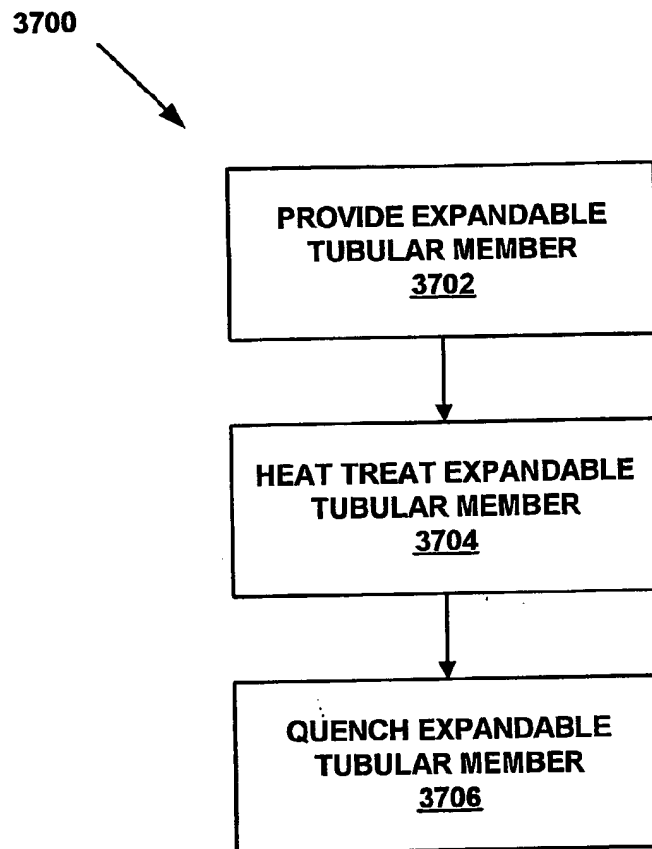 3700
PROVIDE EXPANDABLE
TUBULAR MEMBER
3702
HEAT TREAT EXPANDABLE
TUBULAR MEMBER
3704
QUENCH EXPANDABLE
TUBULAR MEMBER
3706